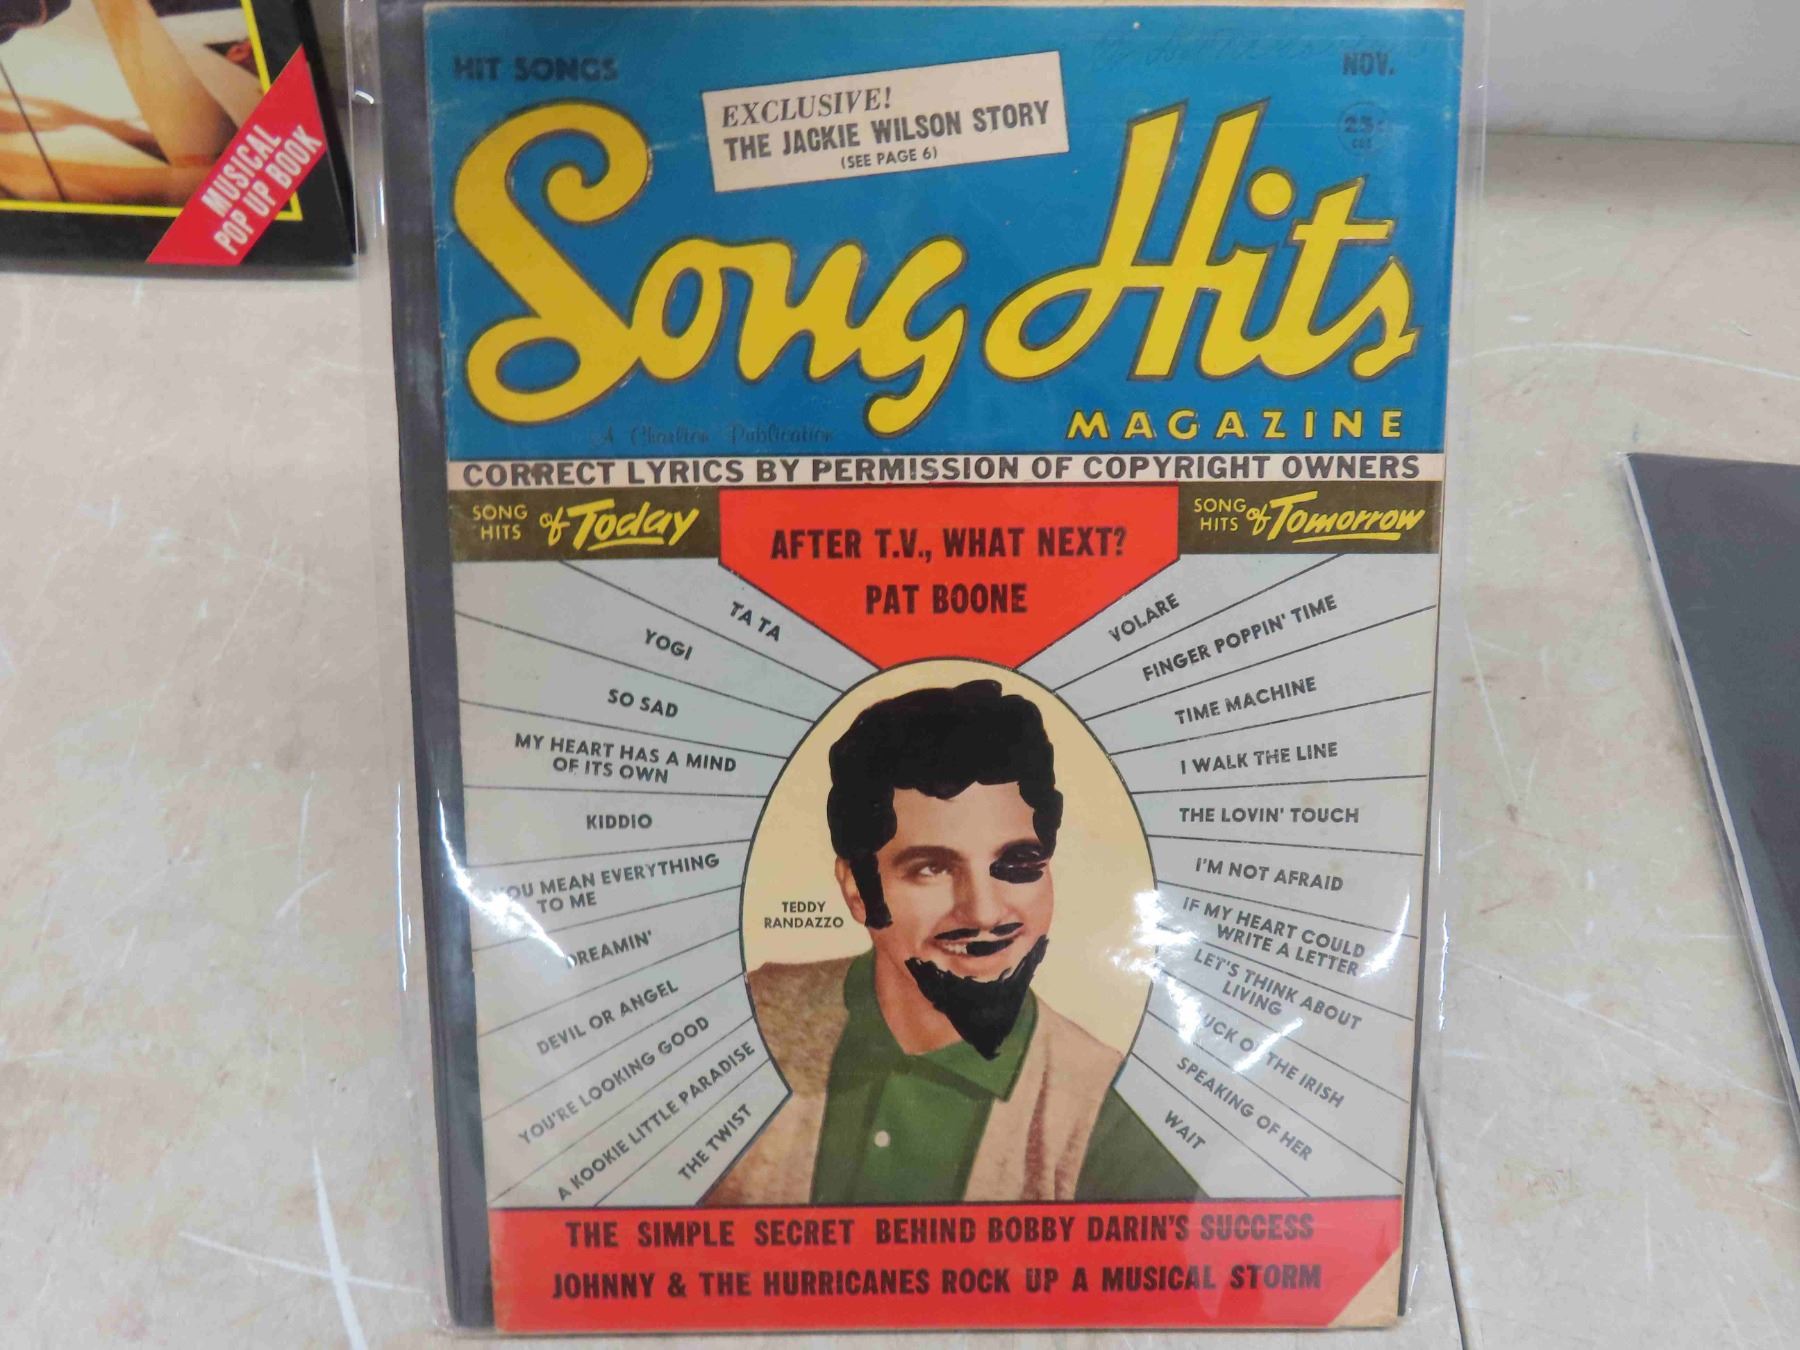 MUSICAL
POP UP BOOK
HIT SONGS
NOV.
EXCLUSIVE!
THE JACKIE WILSON STORY
(SEE PAGE 6)
25¢
Song Hits
MAGAZINE
A Charlton Publication
CORRECT LYRICS BY PERMISSION OF COPYRIGHT OWNERS
SONG HITS of Today
SONG HITS of Tomorrow
AFTER T.V., WHAT NEXT?
PAT BOONE
TA TA
YOGI
SO SAD
MY HEART HAS A MIND
OF ITS OWN
KIDDIO
YOU MEAN EVERYTHING
TO ME
DREAMIN'
DEVIL OR ANGEL
YOU'RE LOOKING GOOD
A KOOKIE LITTLE PARADISE
THE TWIST
TEDDY
RANDAZZO
VOLARE
FINGER POPPIN' TIME
TIME MACHINE
I WALK THE LINE
THE LOVIN' TOUCH
I'M NOT AFRAID
IF MY HEART COULD
WRITE A LETTER
LET'S THINK ABOUT
LIVING
LUCK OF THE IRISH
SPEAKING OF HER
WAIT
THE SIMPLE SECRET BEHIND BOBBY DARIN'S SUCCESS
JOHNNY & THE HURRICANES ROCK UP A MUSICAL STORM